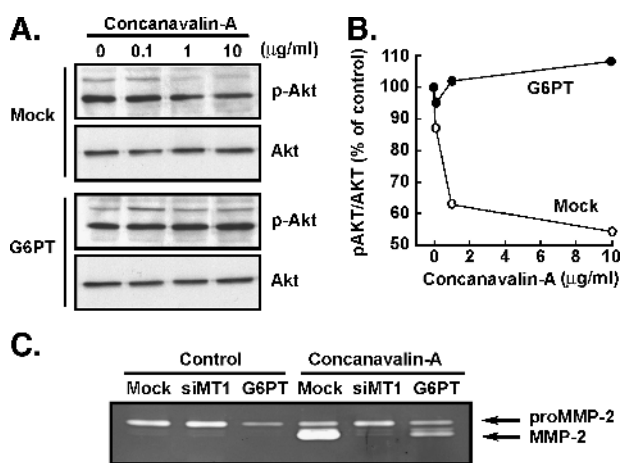 A.
Concanavalin-A
0 0.1 1 10 (µg/ml)
Mock
p-Akt
Akt
G6PT
p-Akt
Akt
B.
pAKT/AKT (% of control)
110
100
90
80
70
60
50
G6PT
Mock
0 2 4 6 8 10
Concanavalin-A (µg/ml)
C.
Control Concanavalin-A
Mock siMT1 G6PT Mock siMT1 G6PT
proMMP-2
MMP-2